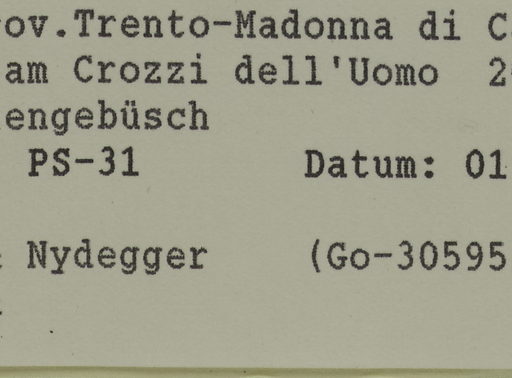 ov.Trento-Madonna di C
am Crozzi dell'Uomo 2
engebüsch
PS-31 Datum: 01
Nydegger (Go-30595